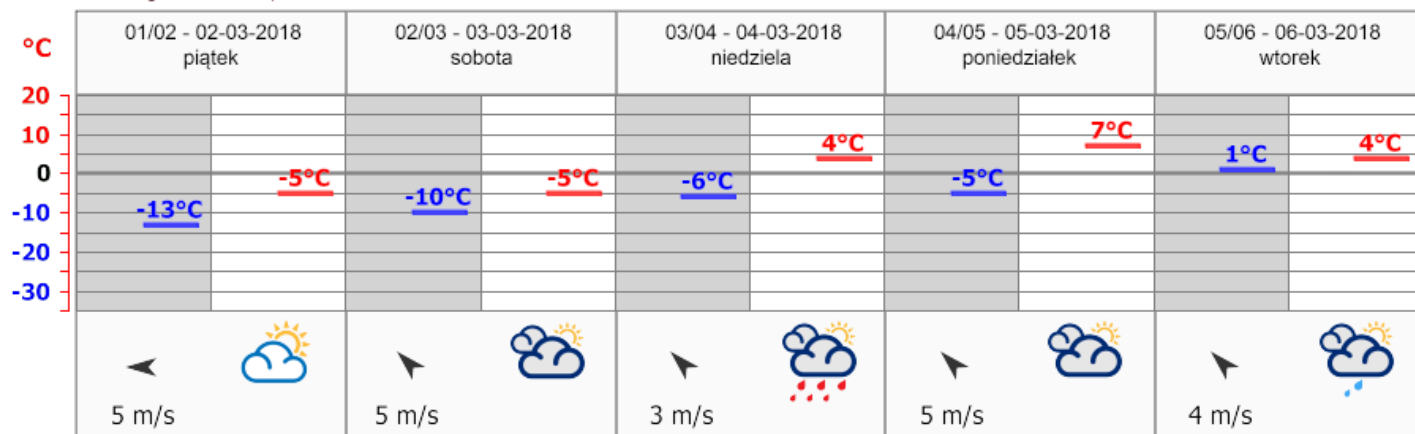 01/02 - 02-03-2018
piątek
02/03 - 03-03-2018
sobota
03/04 - 04-03-2018
niedziela
04/05 - 05-03-2018
poniedziałek
05/06 - 06-03-2018
wtorek
°C
20
10
0
-10
-20
-30
-13°C
-5°C
-10°C
-5°C
-6°C
4°C
-5°C
7°C
1°C
4°C
5 m/s
5 m/s
3 m/s
5 m/s
4 m/s